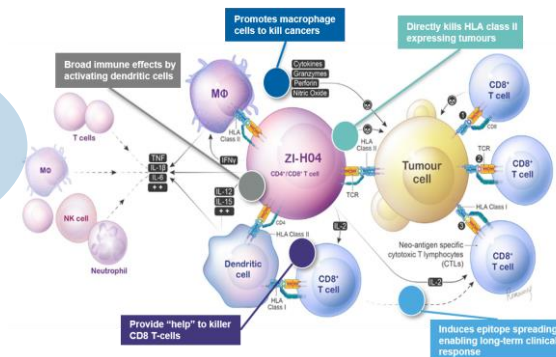 Promotes macrophage
cells to kill cancers
Directly kills HLA class II
expressing tumours
Broad immune effects by
activating dendritic cells
Cytokines
Granzymes
Perforin
Nitric Oxide
MΦ
HLA
Class II
T cells
TNF
IL-1β
IL-6
++
IFNγ
ZI-H04
CD4⁺/CD8⁺ T cell
HLA
Class II
TCR
Tumour
cell
CD8⁺
T cell
CD8
1
TCR
2
CD8⁺
T cell
HLA Class I
3
CD8⁺
T cell
MΦ
NK cell
Neutrophil
IL-12
IL-15
++
CD4
HLA Class II
IL-2
Dendritic
cell
HLA
Class I
CD8⁺
T cell
Neo-antigen specific
cytotoxic T lymphocytes
(CTLs)
IL-2
Provide “help” to killer
CD8 T-cells
Induces epitope spreading
enabling long-term clinical
response